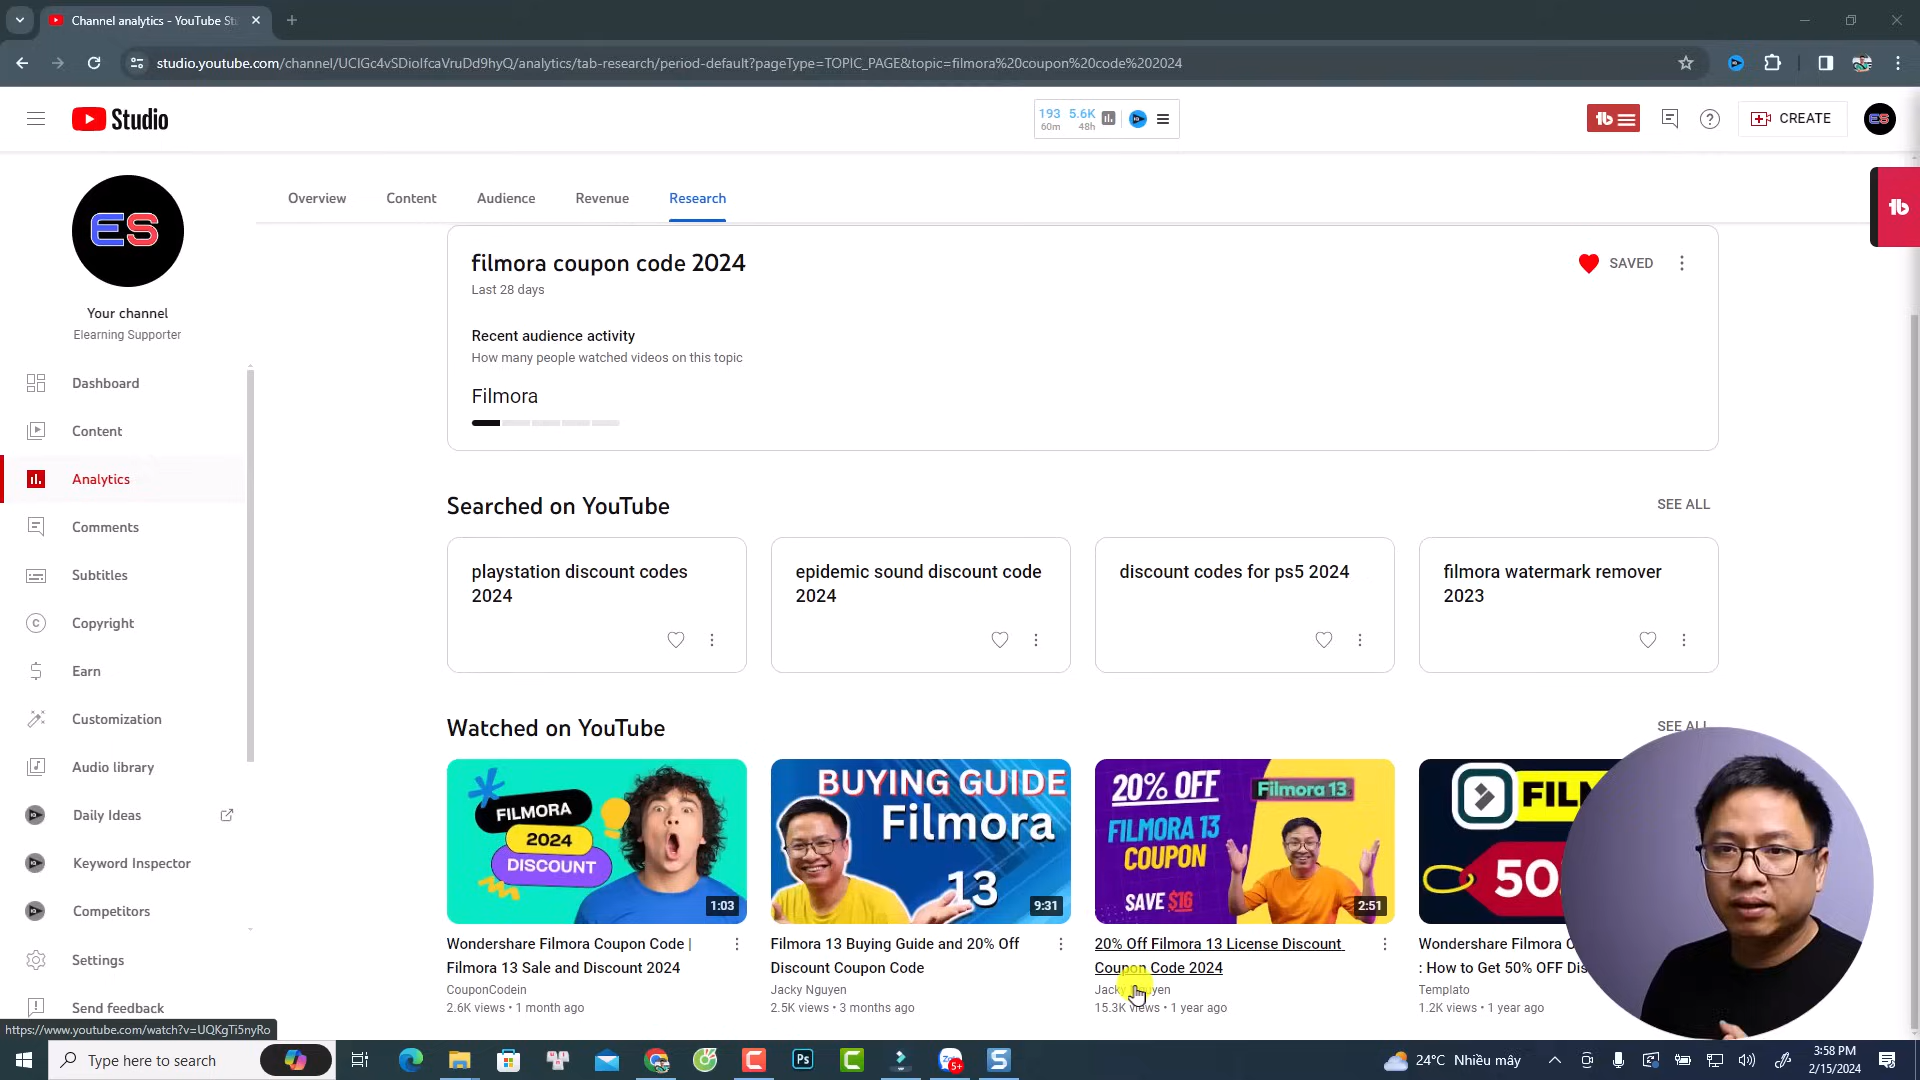 Channel analytics - YouTube St
studio.youtube.com/channel/UCIGc4vSDioIfcaVruDd9hyQ/analytics/tab-research/period-default?pageType=TOPIC_PAGE&topic=filmora%20coupon%20code%202024
Studio
193 5.6K
60m 48h
CREATE
ES
Your channel
Elearning Supporter
Dashboard
Content
Analytics
Comments
Subtitles
Copyright
Earn
Customization
Audio library
Daily Ideas
Keyword Inspector
Competitors
Settings
Send feedback
Overview Content Audience Revenue Research
filmora coupon code 2024
SAVED
Last 28 days
Recent audience activity
How many people watched videos on this topic
Filmora
Searched on YouTube
SEE ALL
playstation discount codes
2024
epidemic sound discount code
2024
discount codes for ps5 2024
filmora watermark remover
2023
Watched on YouTube
SEE ALL
FILMORA
2024
DISCOUNT
1:03
Wondershare Filmora Coupon Code |
Filmora 13 Sale and Discount 2024
CouponCodein
2.6K views • 1 month ago
BUYING GUIDE
Filmora
13
9:31
Filmora 13 Buying Guide and 20% Off
Discount Coupon Code
Jacky Nguyen
2.5K views • 3 months ago
20% OFF
Filmora 13
FILMORA 13
COUPON
SAVE $16
2:51
20% Off Filmora 13 License Discount
Coupon Code 2024
Jacky Nguyen
15.3K views • 1 year ago
FILM
50
Wondershare Filmora C
: How to Get 50% OFF Dis
Templato
1.2K views • 1 year ago
https://www.youtube.com/watch?v=UQKgTi5nyRo
Type here to search
Ps
5+
24°C Nhiều mây
3:58 PM
2/15/2024